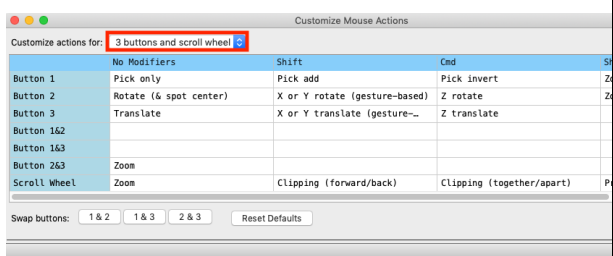 Customize Mouse Actions
Customize actions for: 3 buttons and scroll wheel
No Modifiers Shift Cmd
Button 1 Pick only Pick add Pick invert
Button 2 Rotate (& spot center) X or Y rotate (gesture-based) Z rotate
Button 3 Translate X or Y translate (gesture-… Z translate
Button 1&2
Button 1&3
Button 2&3 Zoom
Scroll Wheel Zoom Clipping (forward/back) Clipping (together/apart)
Swap buttons: 1 & 2 1 & 3 2 & 3 Reset Defaults